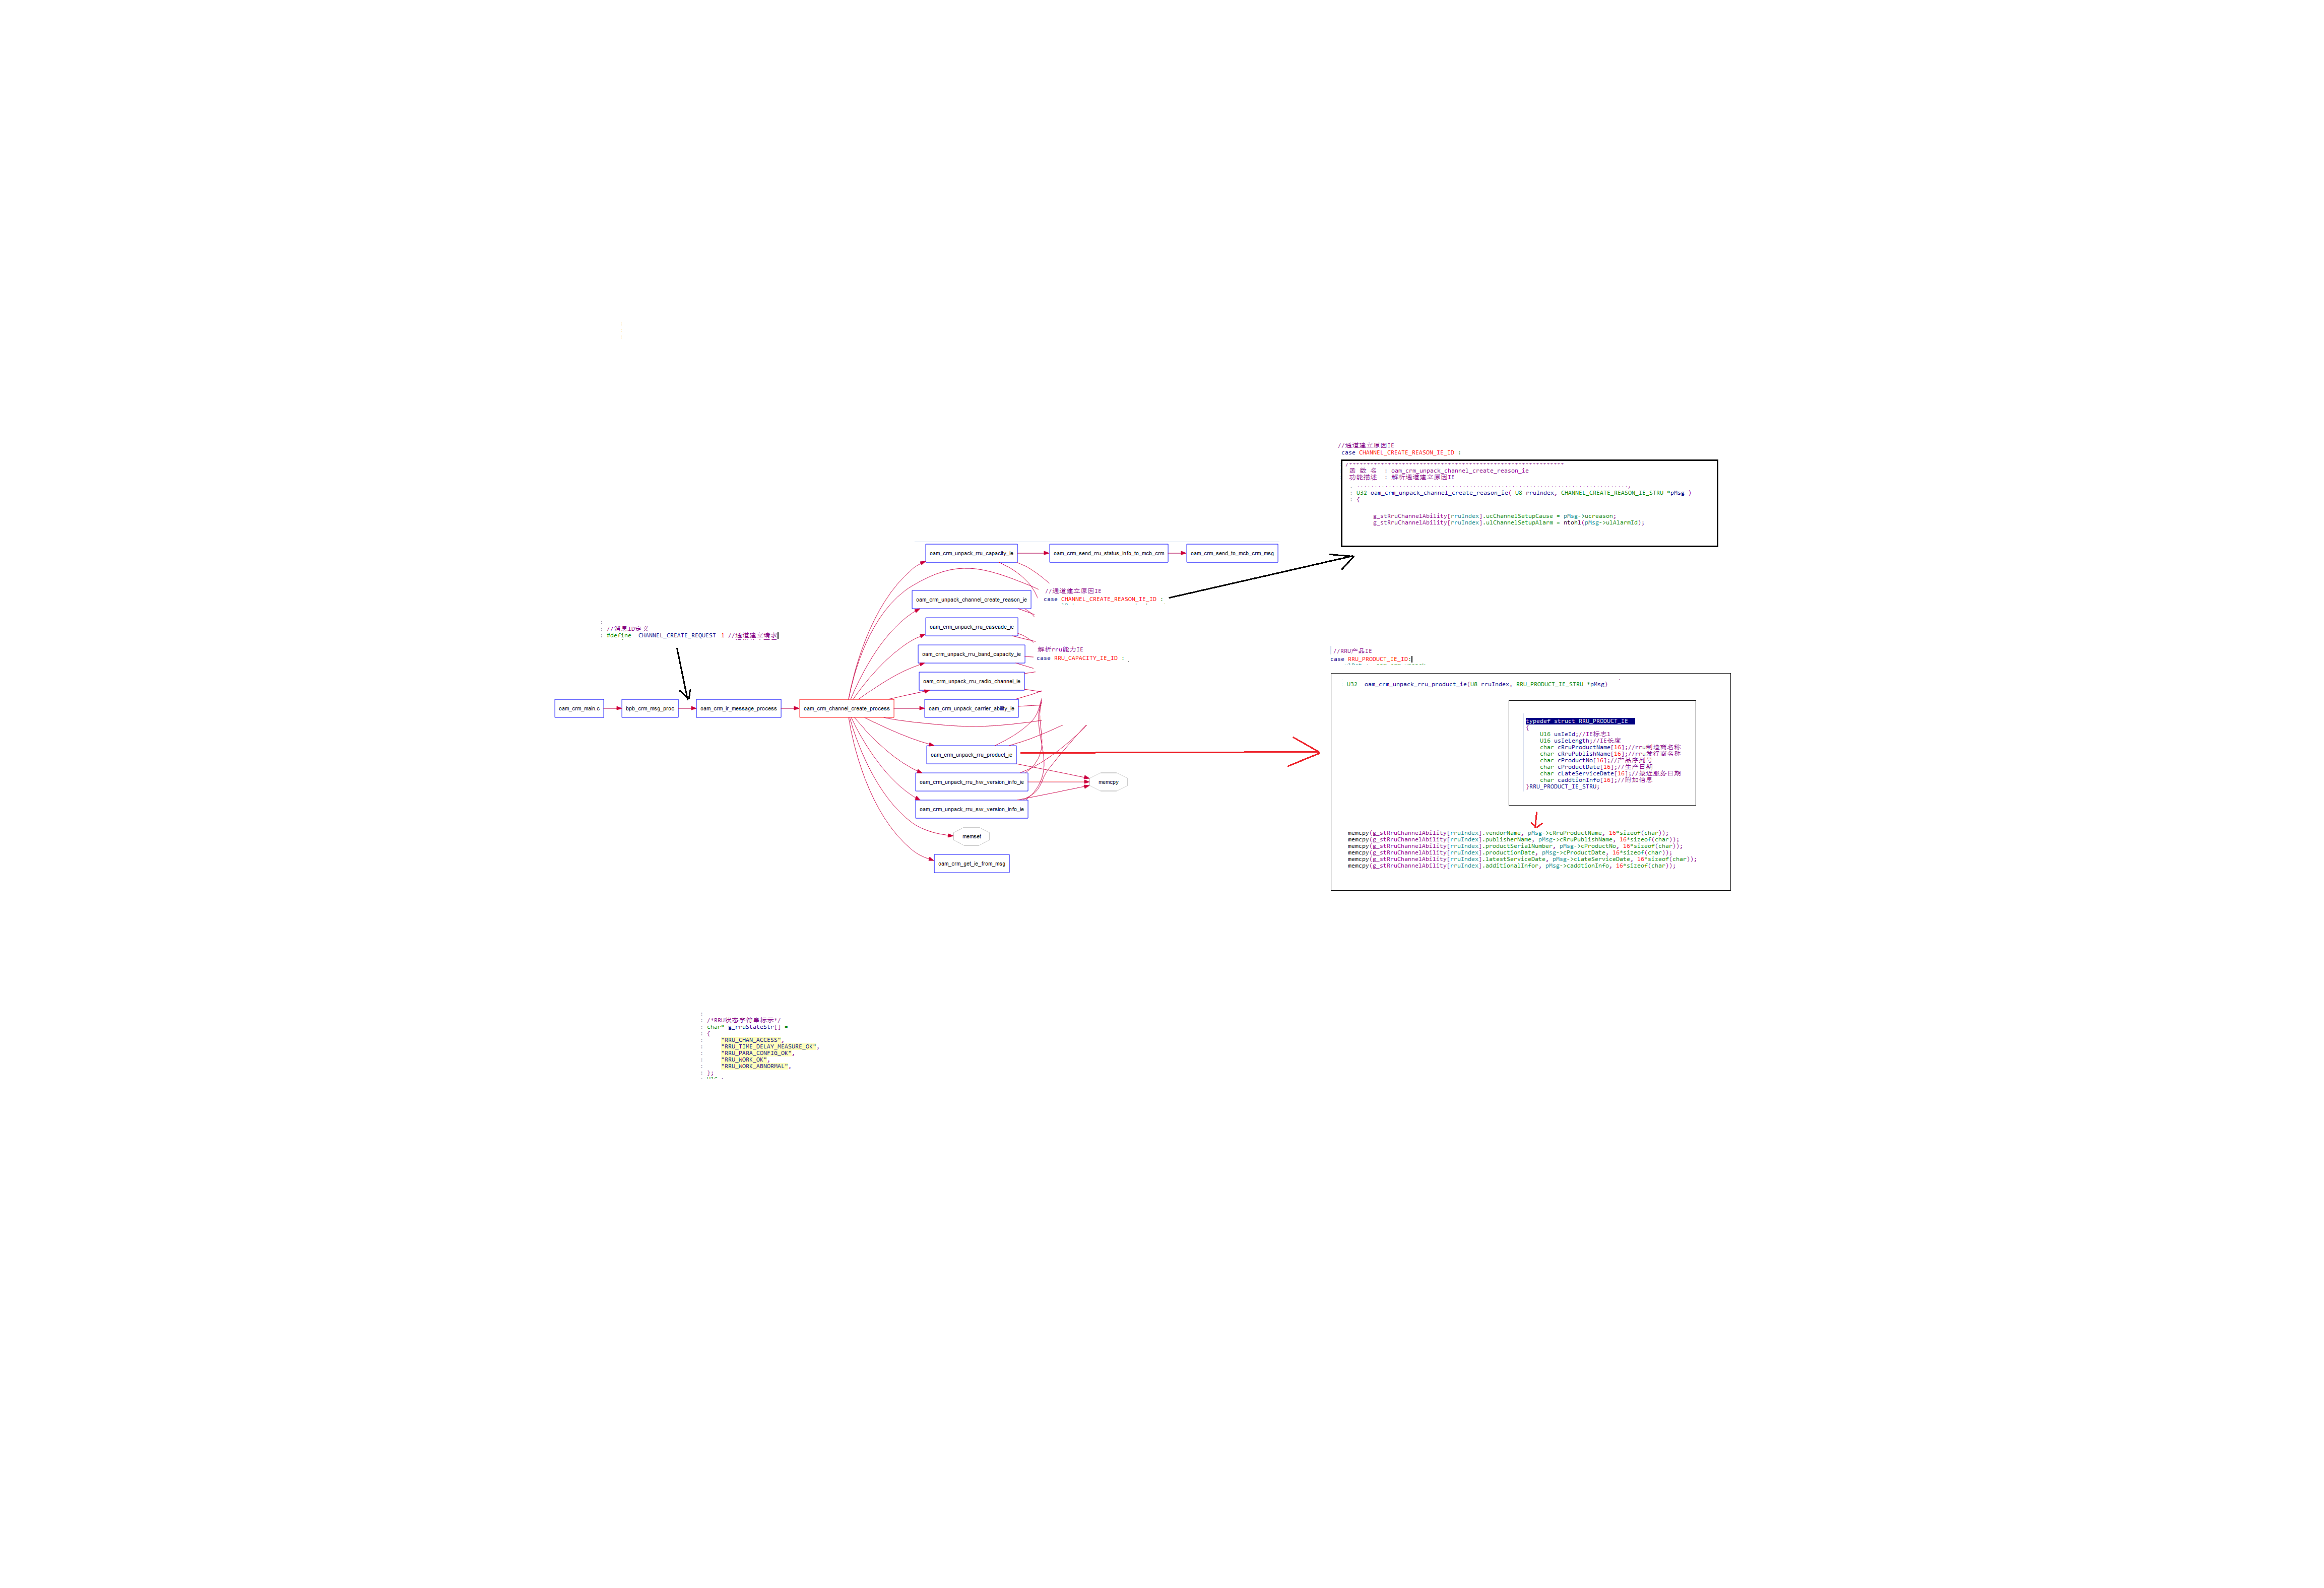 //通道建立原因IE
case CHANNEL_CREATE_REASON_IE_ID :
函 数 名 : oam_crm_unpack_channel_create_reason_ie
功能描述 : 解析通道建立原因IE
: U32 oam_crm_unpack_channel_create_reason_ie( U8 rruIndex, CHANNEL_CREATE_REASON_IE_STRU *pMsg )
: {
g_stRruChannelAbility[rruIndex].ucChannelSetupCause = pMsg->ucreason;
g_stRruChannelAbility[rruIndex].ulChannelSetupAlarm = ntohl(pMsg->ulAlarmId);
oam_crm_unpack_rru_capacity_ie
oam_crm_send_rru_status_info_to_mcb_crm
oam_crm_send_to_mcb_crm_msg
//通道建立原因IE
case CHANNEL_CREATE_REASON_IE_ID :
oam_crm_unpack_channel_create_reason_ie
oam_crm_unpack_rru_cascade_ie
: //消息ID定义
: #define CHANNEL_CREATE_REQUEST 1 //通道建立请求
解析rru能力IE
case RRU_CAPACITY_IE_ID :
oam_crm_unpack_rru_band_capacity_ie
oam_crm_unpack_rru_radio_channel_ie
oam_crm_main.c
bpb_crm_msg_proc
oam_crm_ir_message_process
oam_crm_channel_create_process
oam_crm_unpack_carrier_ability_ie
oam_crm_unpack_rru_product_ie
oam_crm_unpack_rru_hw_version_info_ie
memcpy
oam_crm_unpack_rru_sw_version_info_ie
memset
oam_crm_get_ie_from_msg
//RRU产品IE
case RRU_PRODUCT_IE_ID:
U32 oam_crm_unpack_rru_product_ie(U8 rruIndex, RRU_PRODUCT_IE_STRU *pMsg)
typedef struct RRU_PRODUCT_IE
{
U16 usIeId;//IE标志1
U16 usIeLength;//IE长度
char cRruProductName[16];//rru制造商名称
char cRruPublishName[16];//rru发行商名称
char cProductNo[16];//产品序列号
char cProductDate[16];//生产日期
char cLateServiceDate[16];//最近服务日期
char caddtionInfo[16];//附加信息
}RRU_PRODUCT_IE_STRU;
memcpy(g_stRruChannelAbility[rruIndex].vendorName, pMsg->cRruProductName, 16*sizeof(char));
memcpy(g_stRruChannelAbility[rruIndex].publisherName, pMsg->cRruPublishName, 16*sizeof(char));
memcpy(g_stRruChannelAbility[rruIndex].productSerialNumber, pMsg->cProductNo, 16*sizeof(char));
memcpy(g_stRruChannelAbility[rruIndex].productionDate, pMsg->cProductDate, 16*sizeof(char));
memcpy(g_stRruChannelAbility[rruIndex].latestServiceDate, pMsg->cLateServiceDate, 16*sizeof(char));
memcpy(g_stRruChannelAbility[rruIndex].additionalInfor, pMsg->caddtionInfo, 16*sizeof(char));
: /*RRU状态字符串标示*/
: char* g_rruStateStr[] =
: {
: "RRU_CHAN_ACCESS",
: "RRU_TIME_DELAY_MEASURE_OK",
: "RRU_PARA_CONFIG_OK",
: "RRU_WORK_OK",
: "RRU_WORK_ABNORMAL",
: };